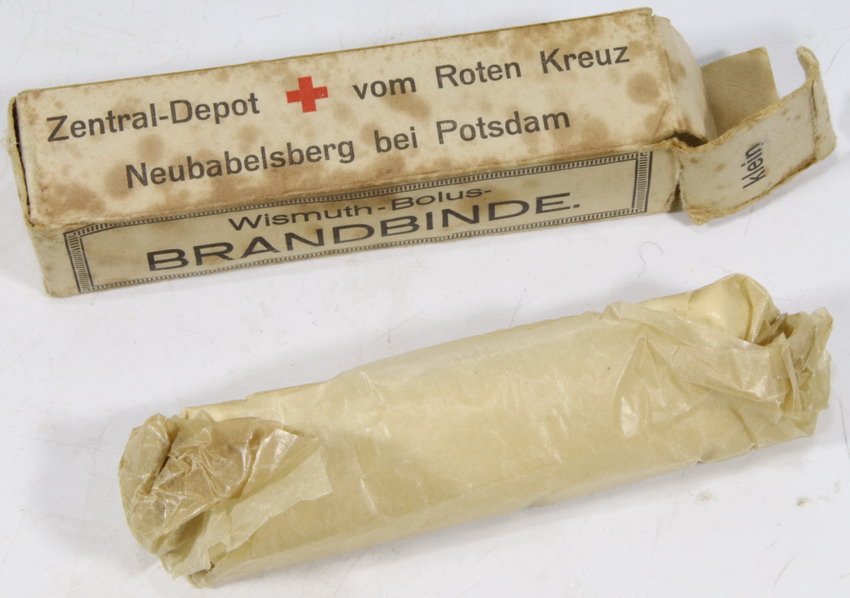 Zentral-Depot vom Roten Kreuz
Neubabelsberg bei Potsdam
Wismuth-Bolus-
BRANDBINDE.
Klein